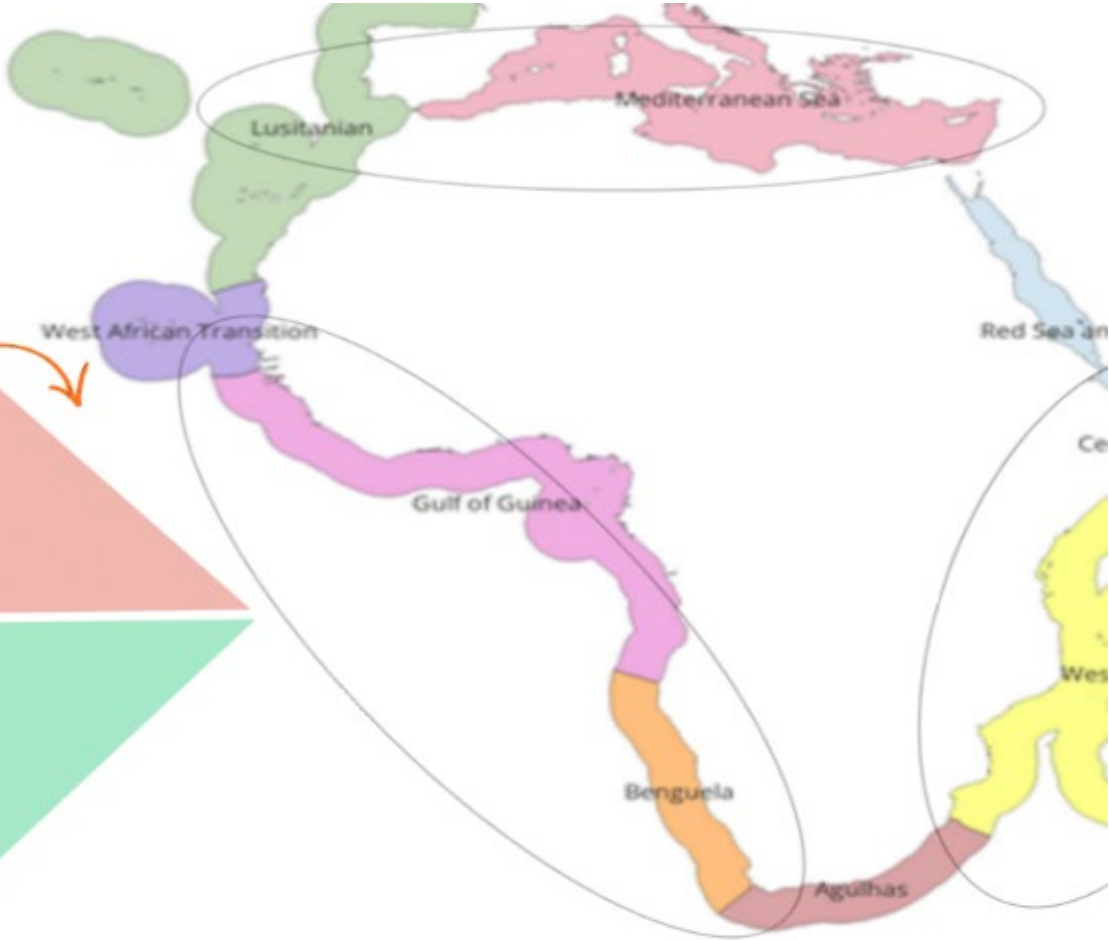 Mediterranean Sea
Lusitanian
West African Transition
Red Sea an
Ce
Gulf of Guinea
Wes
Benguela
Agulhas